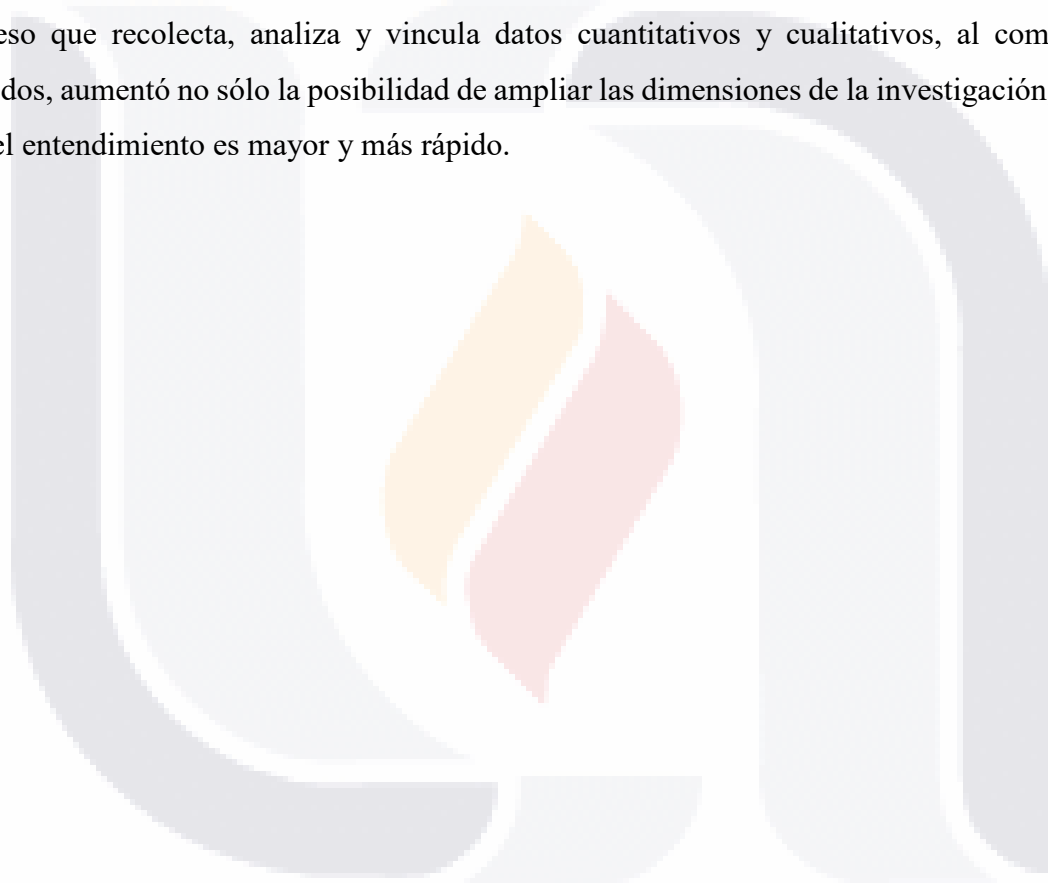 eso que recolecta, analiza y vincula datos cuantitativos y cualitativos, al com
dos, aumentó no sólo la posibilidad de ampliar las dimensiones de la investigación
el entendimiento es mayor y más rápido.